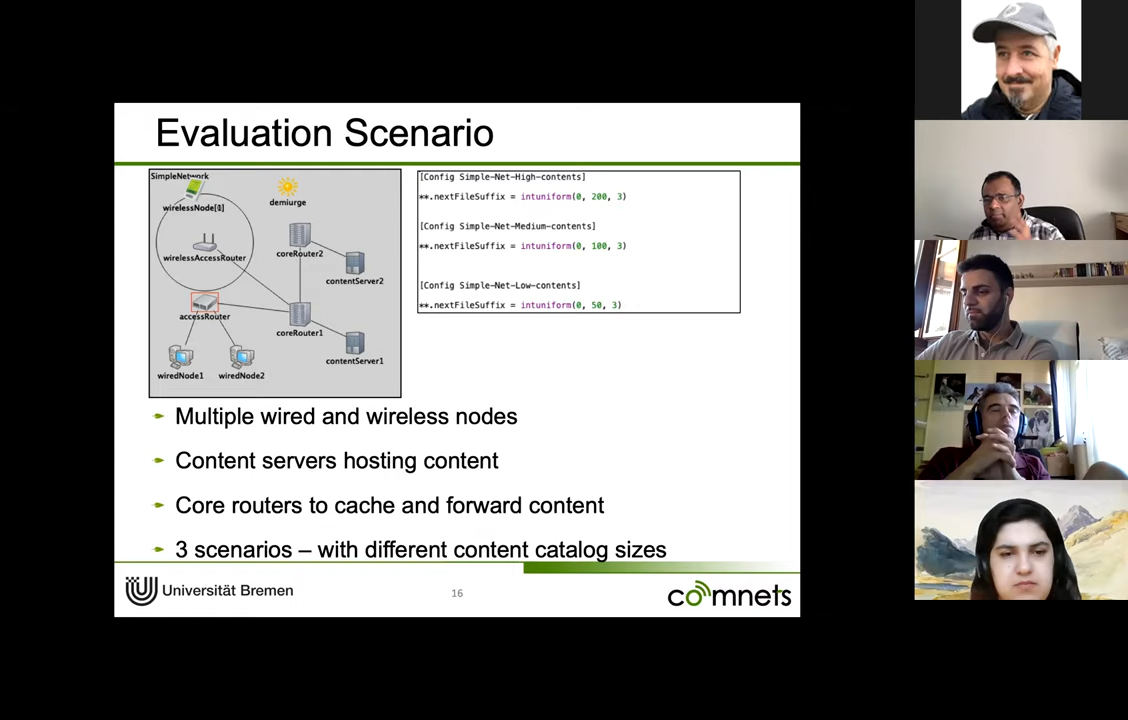 Evaluation Scenario
SimpleNetwork
wirelessNode[0]
demiurge
wirelessAccessRouter
coreRouter2
contentServer2
accessRouter
coreRouter1
contentServer1
wiredNode1
wiredNode2
[Config Simple-Net-High-contents]
**.nextFileSuffix = intuniform(0, 200, 3)
[Config Simple-Net-Medium-contents]
**.nextFileSuffix = intuniform(0, 100, 3)
[Config Simple-Net-Low-contents]
**.nextFileSuffix = intuniform(0, 50, 3)
Multiple wired and wireless nodes
Content servers hosting content
Core routers to cache and forward content
3 scenarios – with different content catalog sizes
Universität Bremen
16
comnets